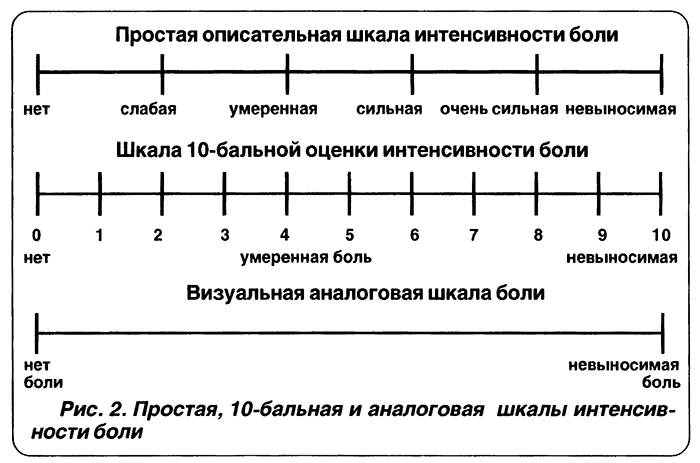 Простая описательная шкала интенсивности боли
нет слабая умеренная сильная очень сильная невыносимая
Шкала 10-бальной оценки интенсивности боли
0 1 2 3 4 5 6 7 8 9 10
нет умеренная боль невыносимая
Визуальная аналоговая шкала боли
нет невыносимая
боли боль
Рис. 2. Простая, 10-бальная и аналоговая шкалы интенсив-
ности боли